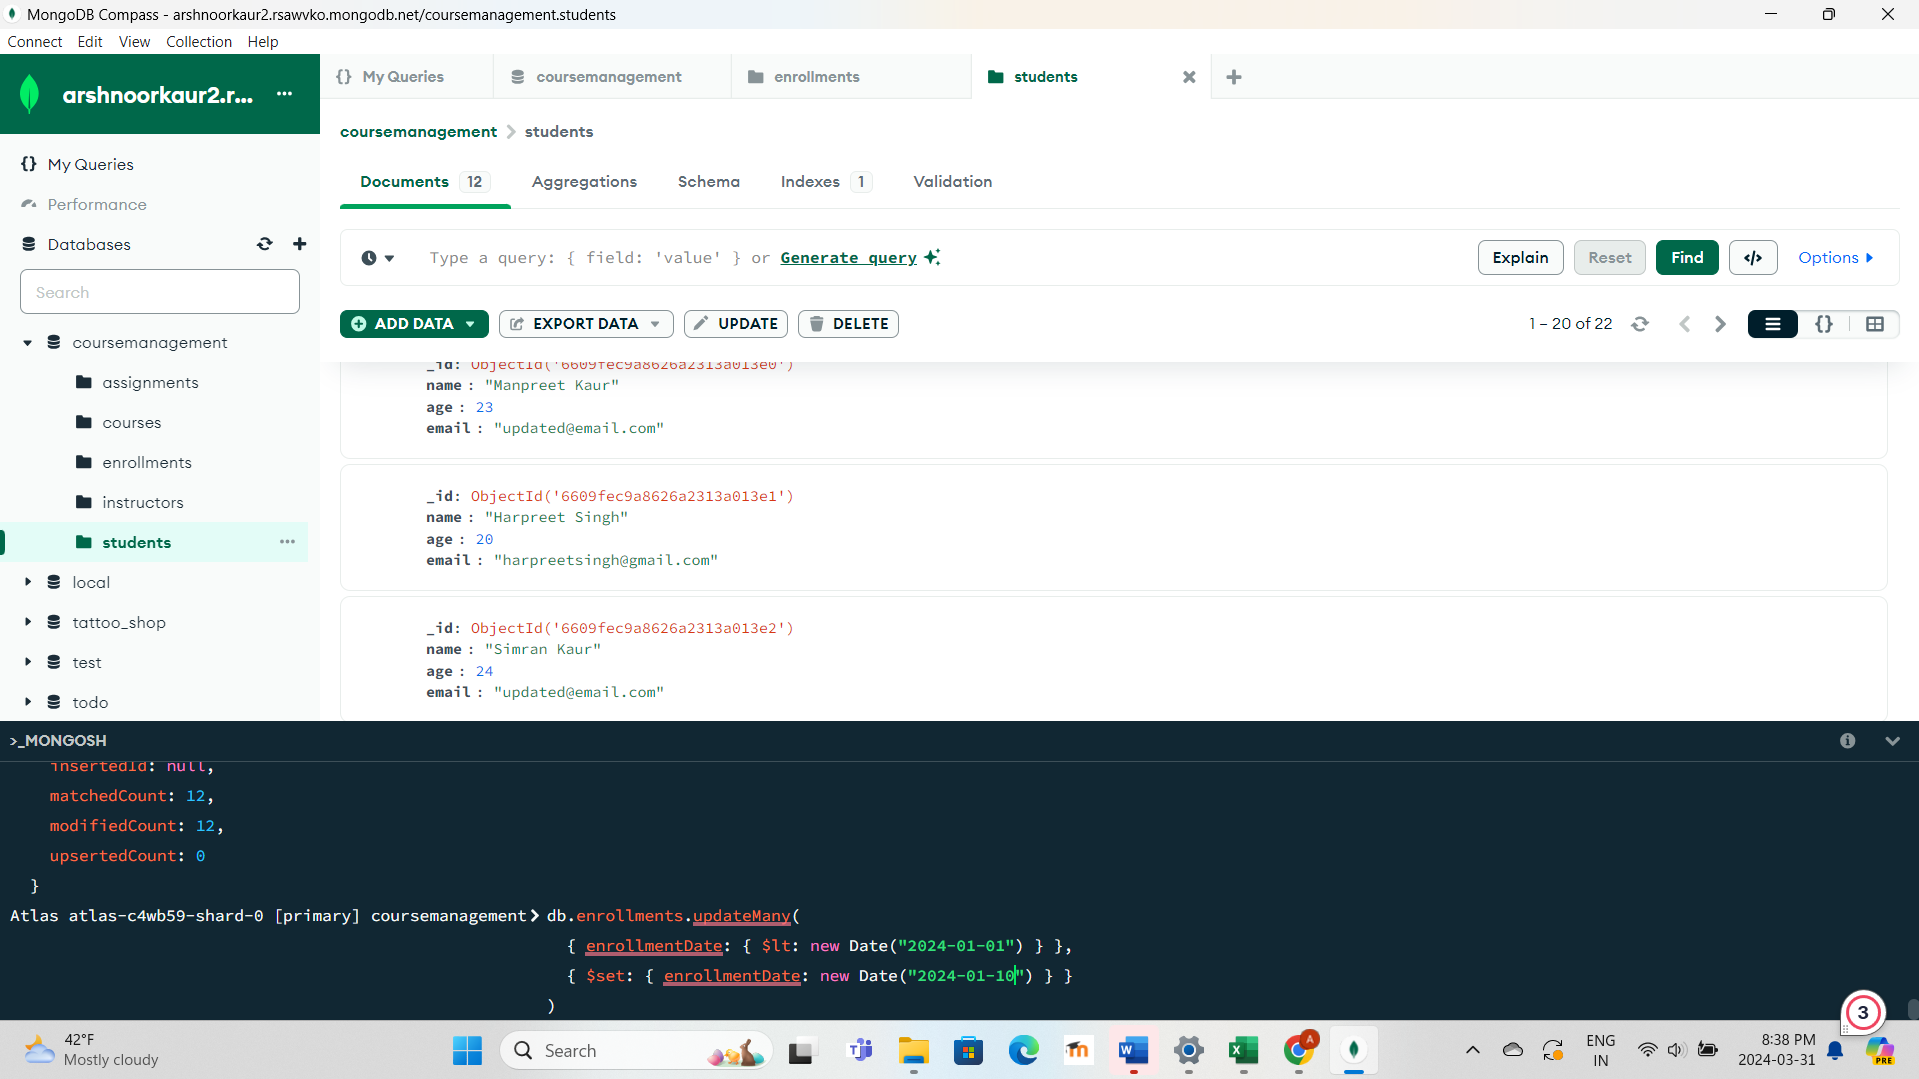 MongoDB Compass - arshnoorkaur2.rsawvko.mongodb.net/coursemanagement.students
Connect Edit View Collection Help
arshnoorkaur2.r... ...
{} My Queries
coursemanagement
enrollments
students
coursemanagement > students
My Queries
Performance
Databases
Search
coursemanagement
assignments
courses
enrollments
instructors
students ...
local
tattoo_shop
test
todo
Documents 12 Aggregations Schema Indexes 1 Validation
Type a query: { field: 'value' } or Generate query
Explain Reset Find </> Options
ADD DATA EXPORT DATA UPDATE DELETE
1 – 20 of 22
{}
_id: ObjectId('6609fec9a8626a2313a013e0')
name : "Manpreet Kaur"
age : 23
email : "updated@email.com"
_id: ObjectId('6609fec9a8626a2313a013e1')
name : "Harpreet Singh"
age : 20
email : "harpreetsingh@gmail.com"
_id: ObjectId('6609fec9a8626a2313a013e2')
name : "Simran Kaur"
age : 24
email : "updated@email.com"
>_MONGOSH
insertedId: null,
matchedCount: 12,
modifiedCount: 12,
upsertedCount: 0
}
Atlas atlas-c4wb59-shard-0 [primary] coursemanagement> db.enrollments.updateMany(
{ enrollmentDate: { $lt: new Date("2024-01-01") } },
{ $set: { enrollmentDate: new Date("2024-01-10") } }
)
3
42°F
Mostly cloudy
Search
ENG
IN
8:38 PM
2024-03-31
PRE